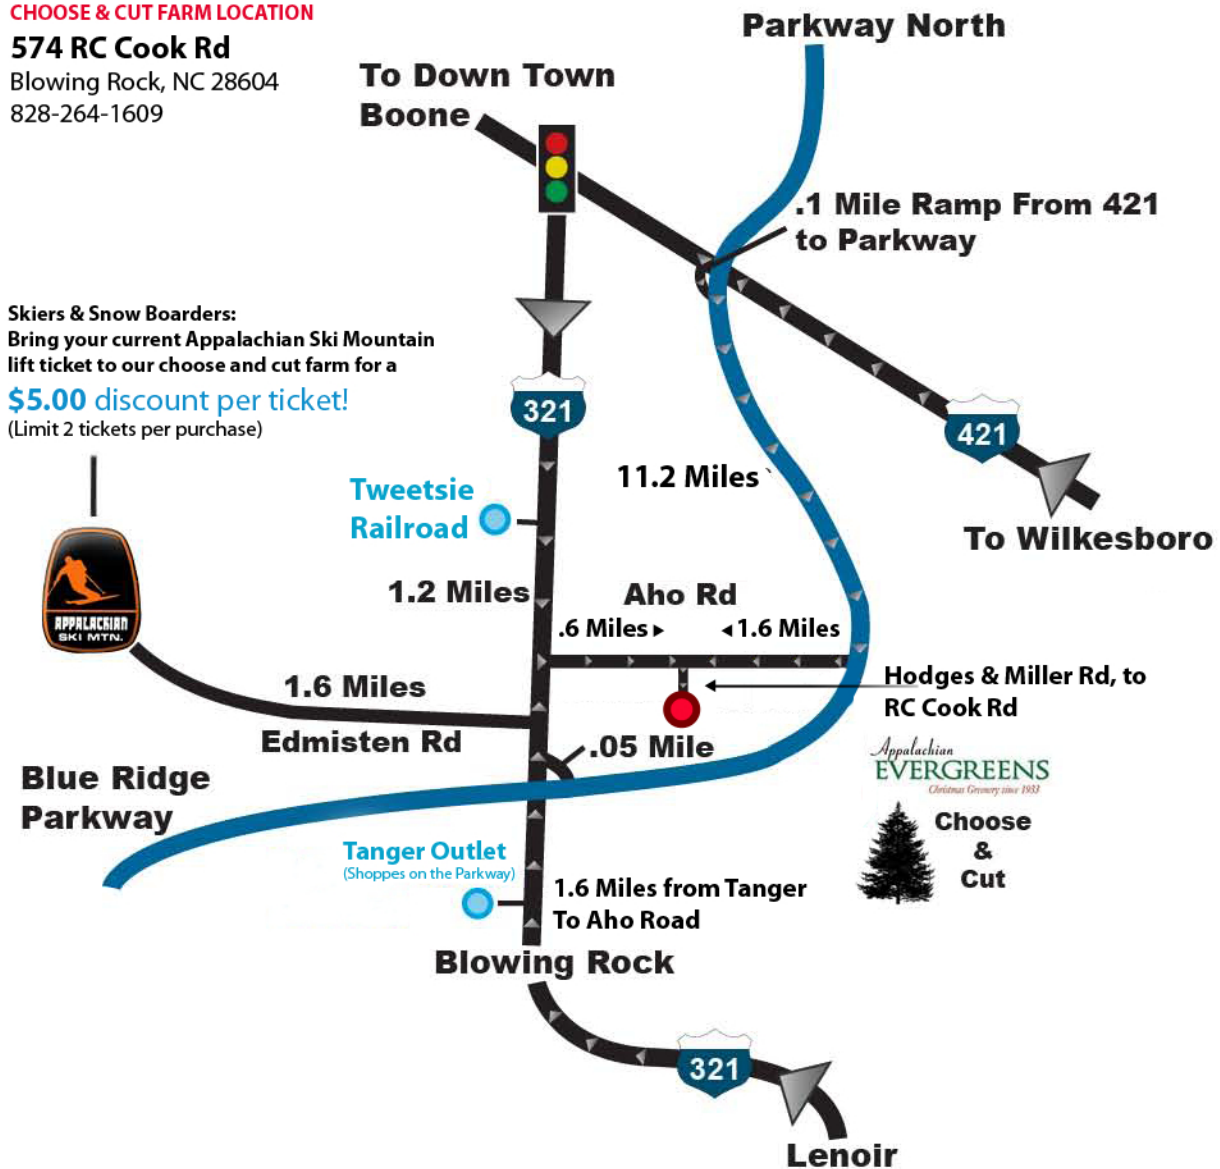 CHOOSE & CUT FARM LOCATION
574 RC Cook Rd
Blowing Rock, NC 28604
828-264-1609
Parkway North
To Down Town
Boone
.1 Mile Ramp From 421
to Parkway
Skiers & Snow Boarders:
Bring your current Appalachian Ski Mountain
lift ticket to our choose and cut farm for a
$5.00 discount per ticket!
(Limit 2 tickets per purchase)
321
421
11.2 Miles`
Tweetsie
Railroad
To Wilkesboro
1.2 Miles
Aho Rd
.6 Miles
1.6 Miles
APPALACHIAN
SKI MTN.
1.6 Miles
Edmisten Rd
Hodges & Miller Rd, to
RC Cook Rd
.05 Mile
Blue Ridge
Parkway
Appalachian
EVERGREENS
Christmas Greenery since 1933
Choose
&
Cut
Tanger Outlet
(Shoppes on the Parkway)
1.6 Miles from Tanger
To Aho Road
Blowing Rock
321
Lenoir